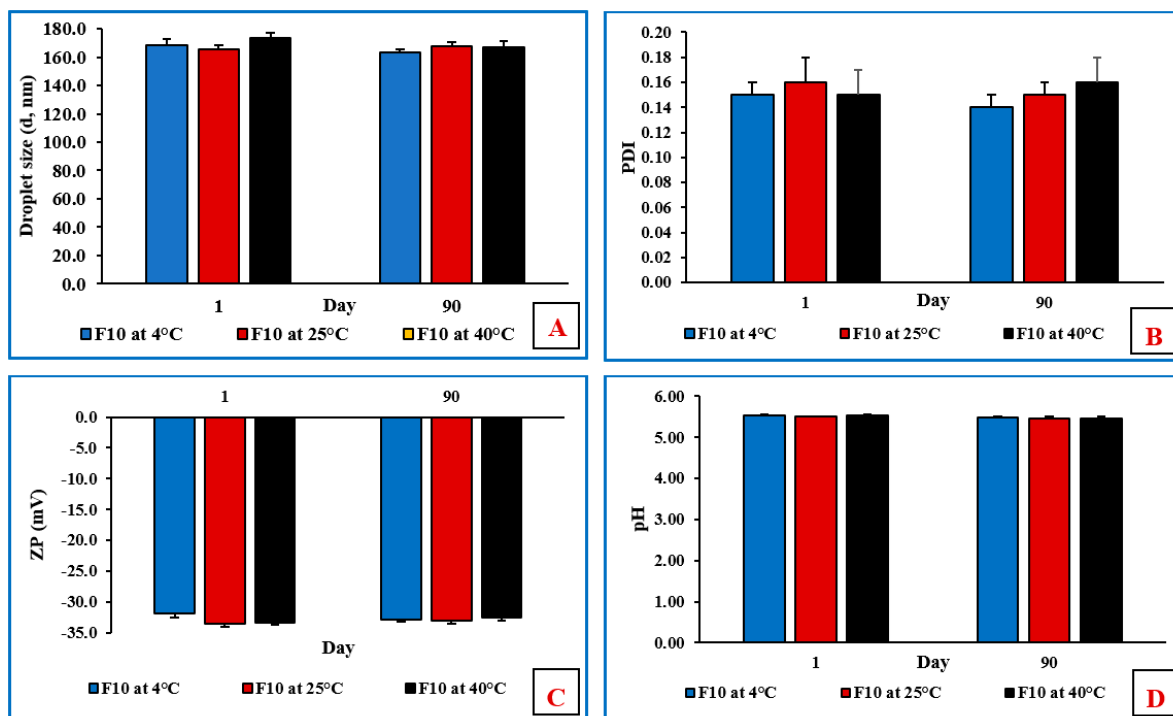 Droplet size (d, nm)
180.0
160.0
140.0
120.0
100.0
80.0
60.0
40.0
20.0
0.0
1 Day 90
F10 at 4°C F10 at 25°C F10 at 40°C
A
PDI
0.20
0.18
0.16
0.14
0.12
0.10
0.08
0.06
0.04
0.02
0.00
1 Day 90
F10 at 4°C F10 at 25°C F10 at 40°C
B
1 90
ZP (mV)
0.0
-5.0
-10.0
-15.0
-20.0
-25.0
-30.0
-35.0
Day
F10 at 4°C F10 at 25°C F10 at 40°C
C
pH
6.00
5.00
4.00
3.00
2.00
1.00
0.00
1 Day 90
F10 at 4°C F10 at 25°C F10 at 40°C
D